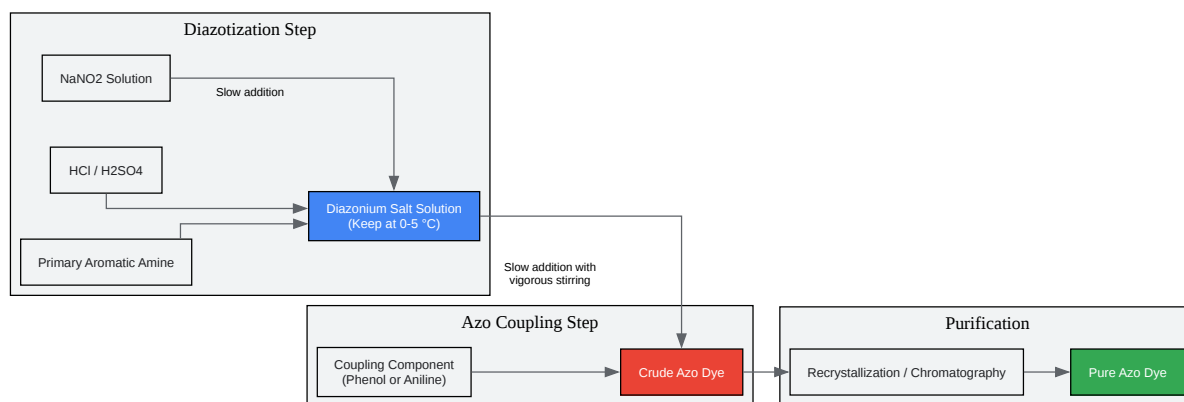 Diazotization Step
NaNO2 Solution
Slow addition
HCl / H2SO4
Diazonium Salt Solution
(Keep at 0-5 °C)
Primary Aromatic Amine
Slow addition with
vigorous stirring
Azo Coupling Step
Coupling Component
(Phenol or Aniline)
Crude Azo Dye
Purification
Recrystallization / Chromatography
Pure Azo Dye